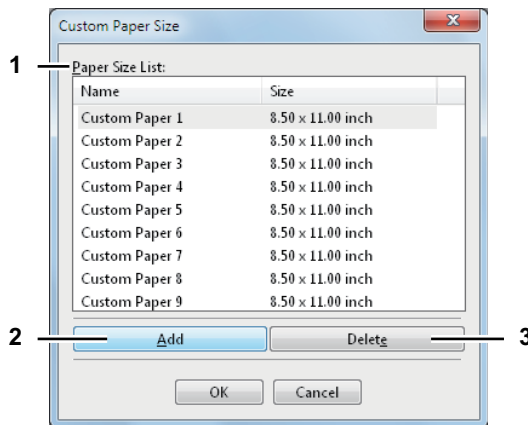 Custom Paper Size
1
Paper Size List:
Name Size
Custom Paper 1 8.50 x 11.00 inch
Custom Paper 2 8.50 x 11.00 inch
Custom Paper 3 8.50 x 11.00 inch
Custom Paper 4 8.50 x 11.00 inch
Custom Paper 5 8.50 x 11.00 inch
Custom Paper 6 8.50 x 11.00 inch
Custom Paper 7 8.50 x 11.00 inch
Custom Paper 8 8.50 x 11.00 inch
Custom Paper 9 8.50 x 11.00 inch
2 Add Delete 3
OK Cancel